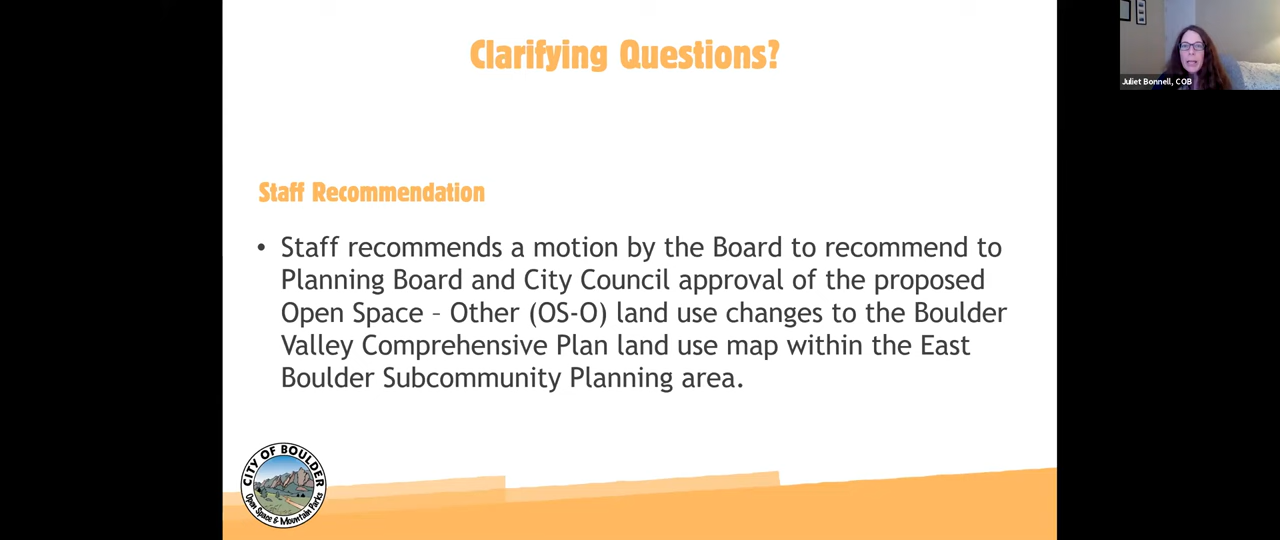 Clarifying Questions?
Juliet Bonnell, COB
Staff Recommendation
• Staff recommends a motion by the Board to recommend to
Planning Board and City Council approval of the proposed
Open Space – Other (OS-O) land use changes to the Boulder
Valley Comprehensive Plan land use map within the East
Boulder Subcommunity Planning area.
CITY OF BOULDER
Open Space & Mountain Parks